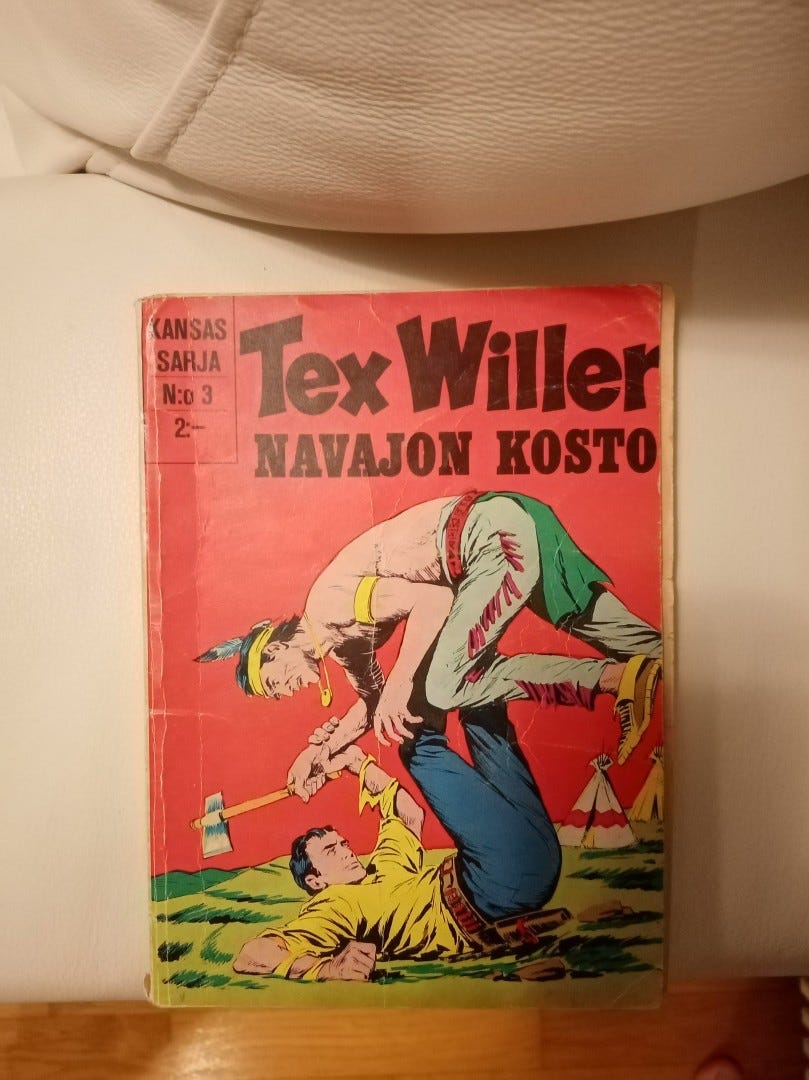 KANSAS
SARJA
N:o 3
2:—
Tex Willer
NAVAJON KOSTO